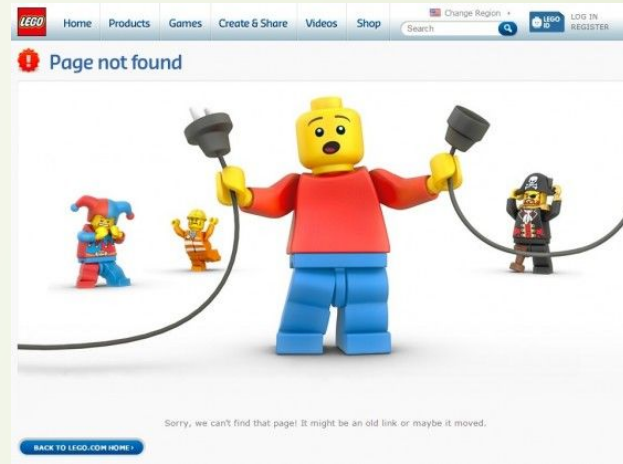 LEGO Home Products Games Create & Share Videos Shop
Change Region
Search
LEGO ID
LOG IN
REGISTER
! Page not found
Sorry, we can't find that page! It might be an old link or maybe it moved.
BACK TO LEGO.COM HOME ›